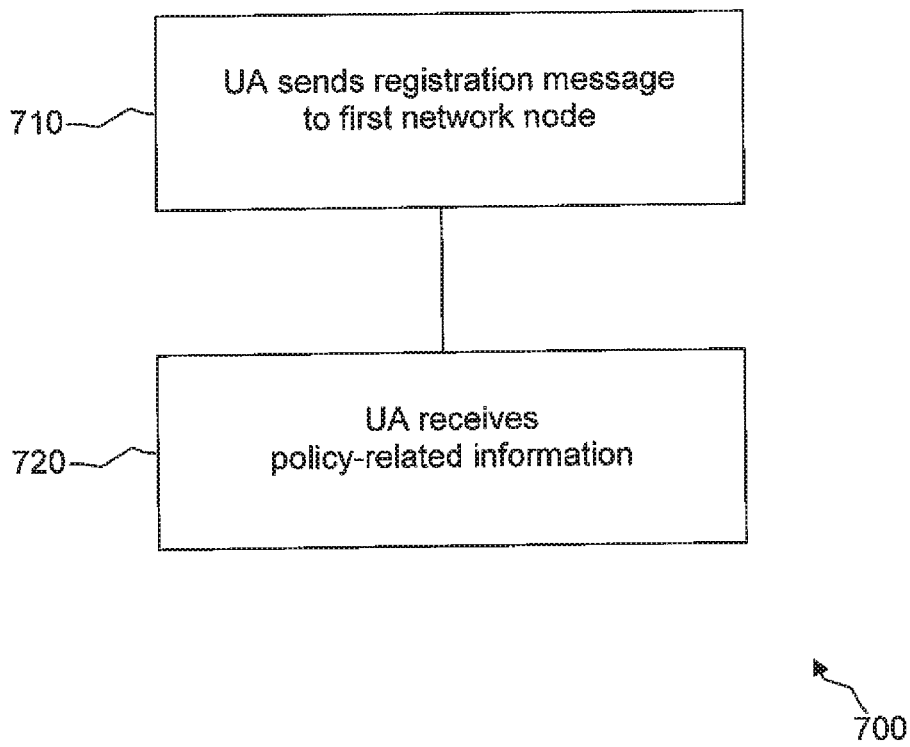 UA sends registration message
to first network node
710
UA receives
policy-related information
720
700